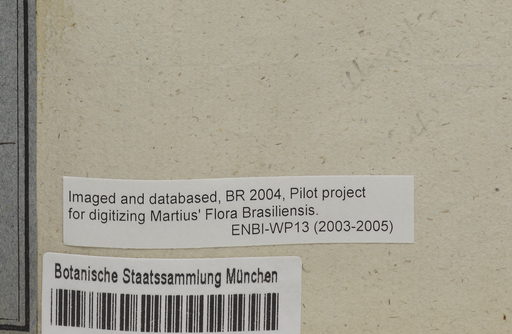 Imaged and databased, BR 2004, Pilot project
for digitizing Martius' Flora Brasiliensis.
ENBI-WP13 (2003-2005)
Botanische Staatssammlung München